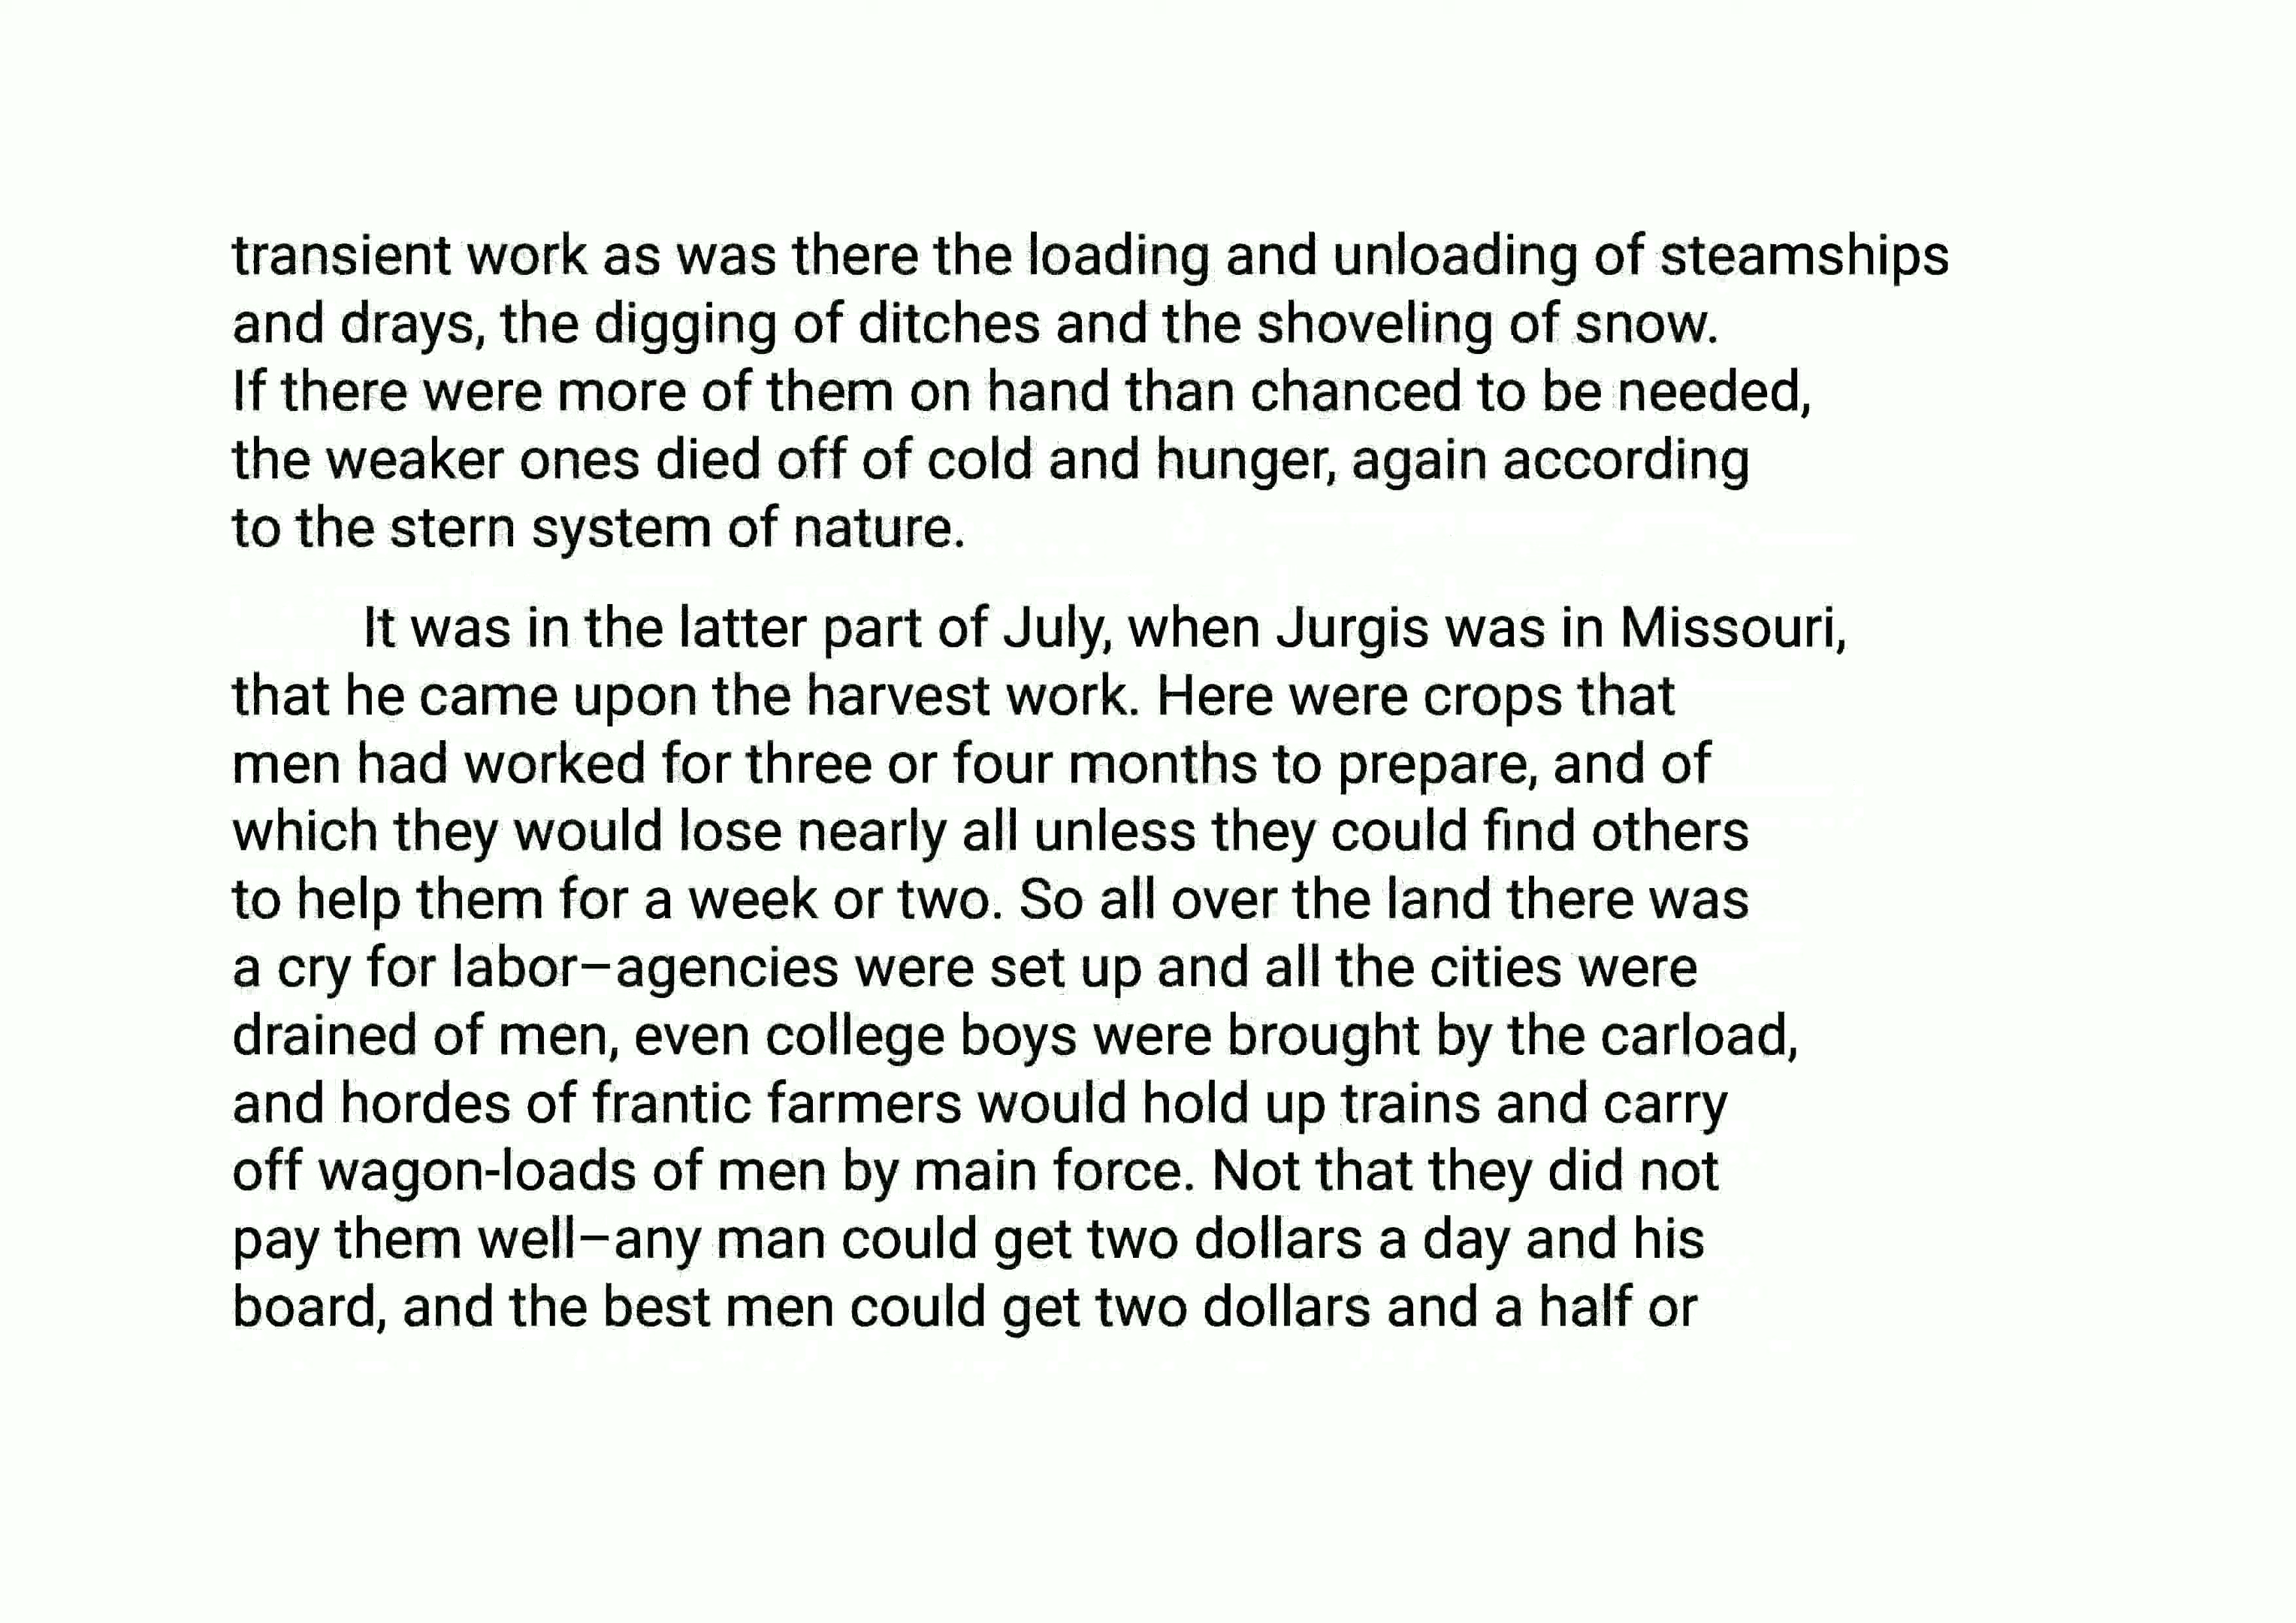 transient work as was there the loading and unloading of steamships
and drays, the digging of ditches and the shoveling of snow.
If there were more of them on hand than chanced to be needed,
the weaker ones died off of cold and hunger, again according
to the stern system of nature.
It was in the latter part of July, when Jurgis was in Missouri,
that he came upon the harvest work. Here were crops that
men had worked for three or four months to prepare, and of
which they would lose nearly all unless they could find others
to help them for a week or two. So all over the land there was
a cry for labor–agencies were set up and all the cities were
drained of men, even college boys were brought by the carload,
and hordes of frantic farmers would hold up trains and carry
off wagon-loads of men by main force. Not that they did not
pay them well–any man could get two dollars a day and his
board, and the best men could get two dollars and a half or